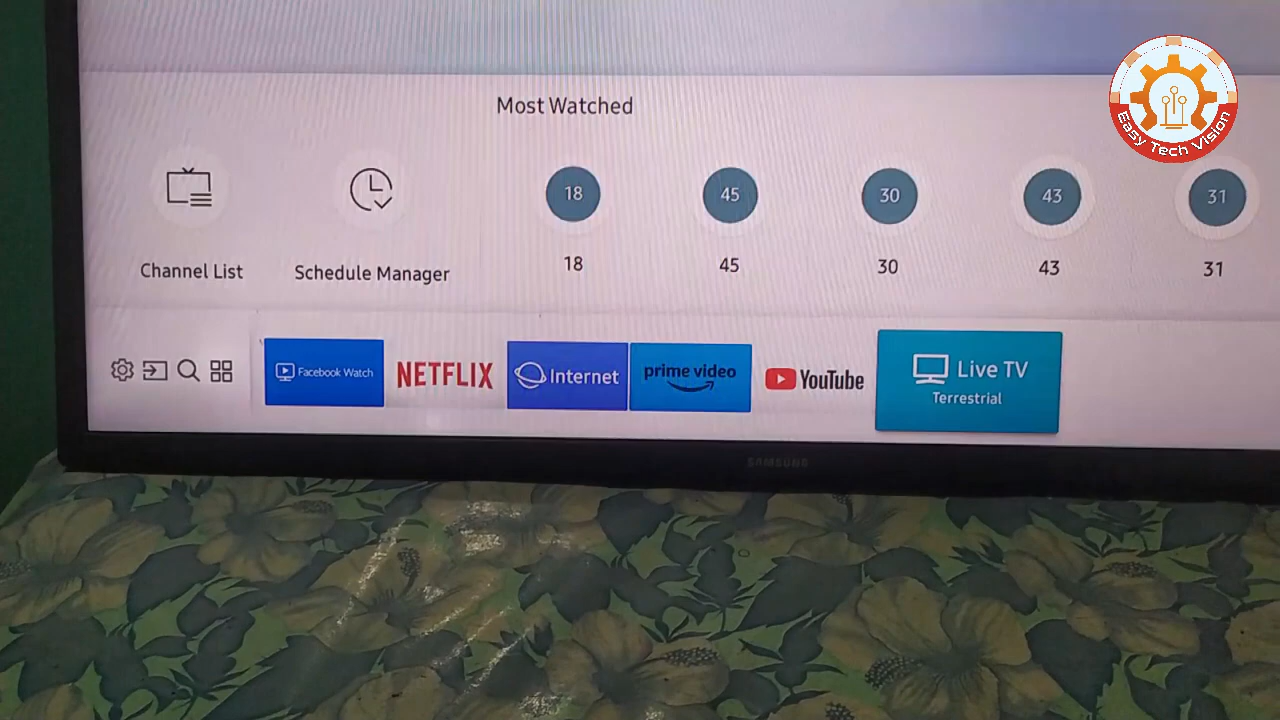 Most Watched
Easy Tech Vision
18
45
30
43
31
Channel List
Schedule Manager
18
45
30
43
31
Facebook Watch
NETFLIX
Internet
prime video
YouTube
Live TV
Terrestrial
SAMSUNG